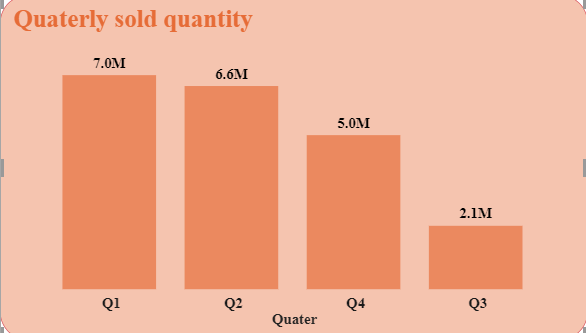 Quaterly sold quantity
7.0M
6.6M
5.0M
2.1M
Q1 Q2 Q4 Q3
Quater